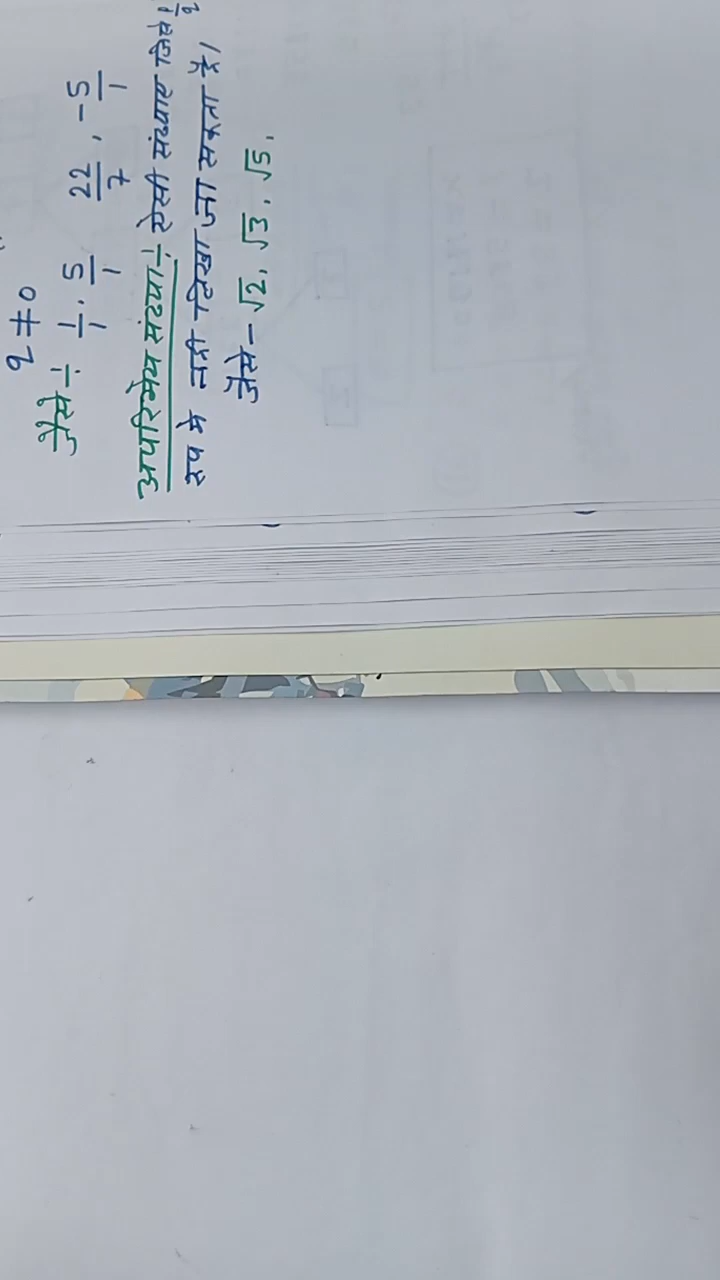 q ≠ 0
जैसे ÷ 1/1, 5/1 22/7, -5/1
अपरिमेय संख्या ÷ ऐसी संख्याए जिसे p/q
रूप मे नही लिखा जा सकता है।
जैसे - √2, √3, √5,